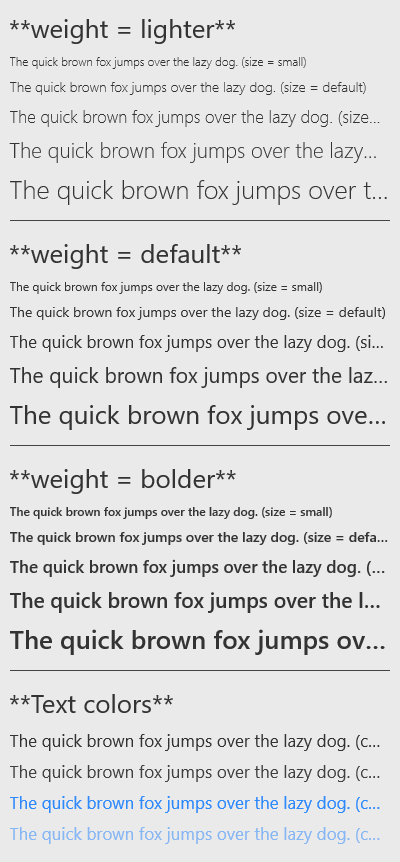 **weight = lighter**
The quick brown fox jumps over the lazy dog. (size = small)
The quick brown fox jumps over the lazy dog. (size = default)
The quick brown fox jumps over the lazy dog. (size...
The quick brown fox jumps over the lazy...
The quick brown fox jumps over t...
**weight = default**
The quick brown fox jumps over the lazy dog. (size = small)
The quick brown fox jumps over the lazy dog. (size = default)
The quick brown fox jumps over the lazy dog. (si...
The quick brown fox jumps over the laz...
The quick brown fox jumps ove...
**weight = bolder**
The quick brown fox jumps over the lazy dog. (size = small)
The quick brown fox jumps over the lazy dog. (size = defa...
The quick brown fox jumps over the lazy dog. (...
The quick brown fox jumps over the l...
The quick brown fox jumps ov...
**Text colors**
The quick brown fox jumps over the lazy dog. (c...
The quick brown fox jumps over the lazy dog. (c...
The quick brown fox jumps over the lazy dog. (c...
The quick brown fox jumps over the lazy dog. (c...